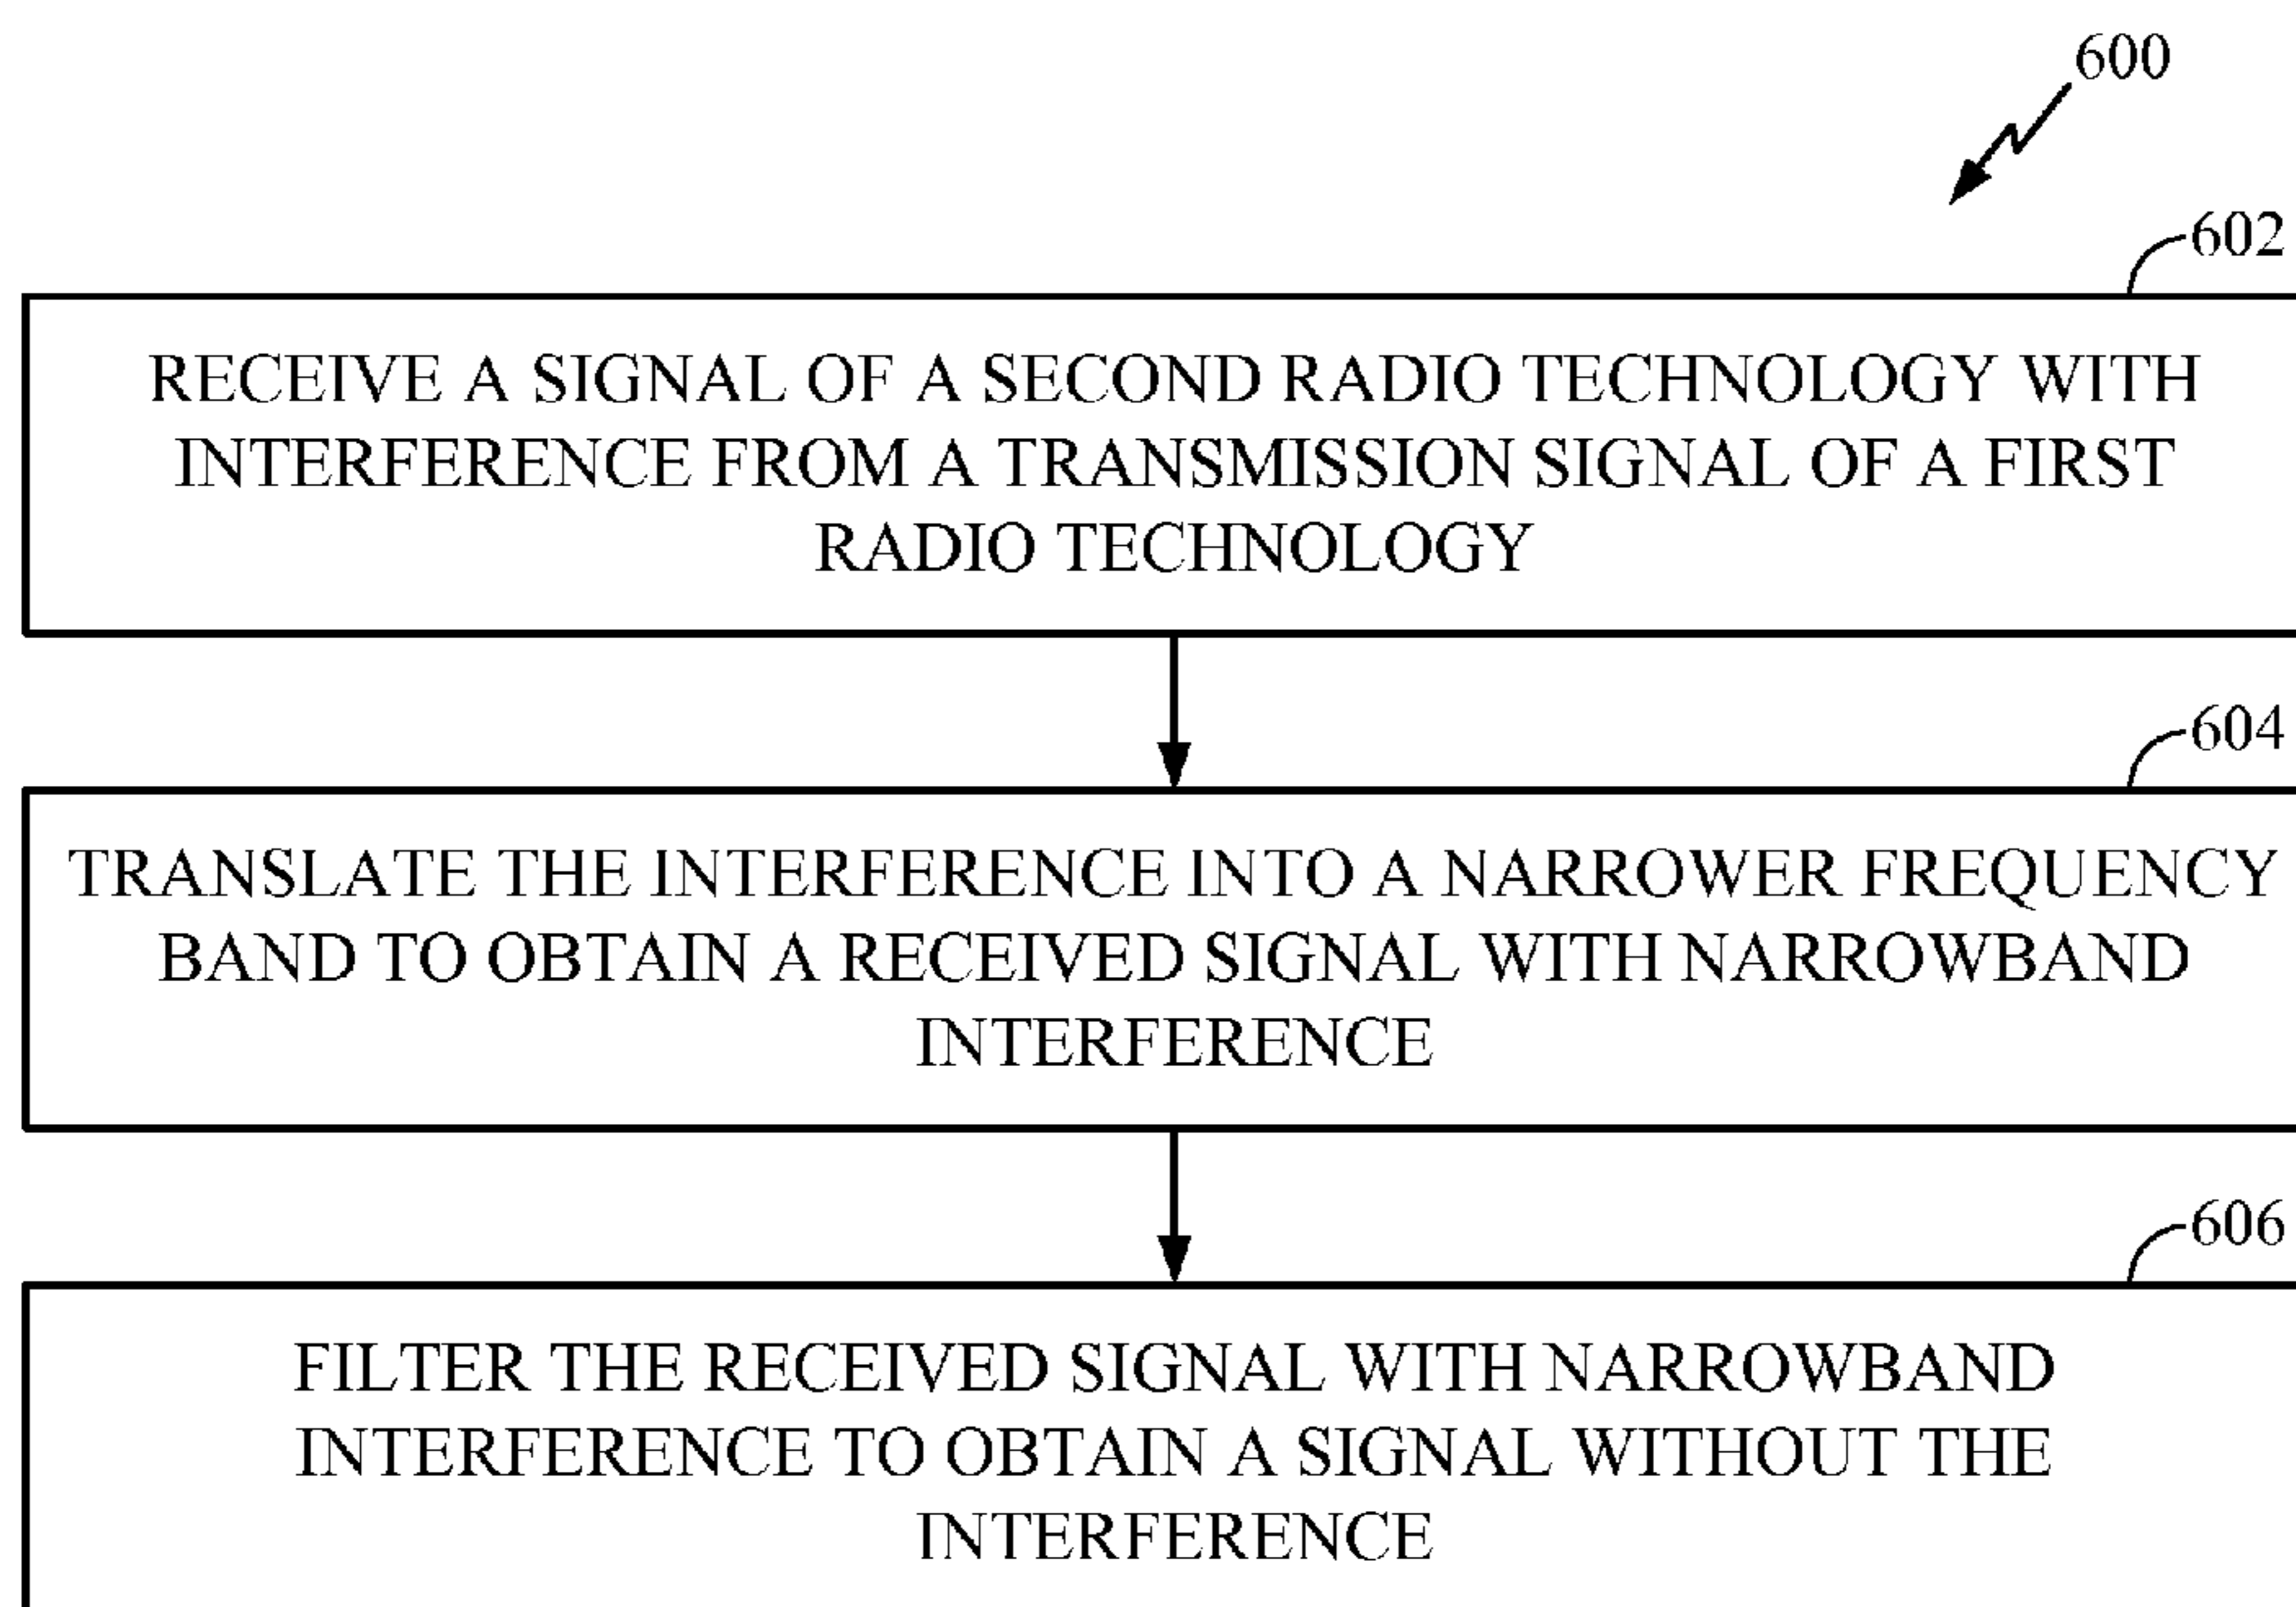 600
602
RECEIVE A SIGNAL OF A SECOND RADIO TECHNOLOGY WITH
INTERFERENCE FROM A TRANSMISSION SIGNAL OF A FIRST
RADIO TECHNOLOGY
604
TRANSLATE THE INTERFERENCE INTO A NARROWER FREQUENCY
BAND TO OBTAIN A RECEIVED SIGNAL WITH NARROWBAND
INTERFERENCE
606
FILTER THE RECEIVED SIGNAL WITH NARROWBAND
INTERFERENCE TO OBTAIN A SIGNAL WITHOUT THE
INTERFERENCE